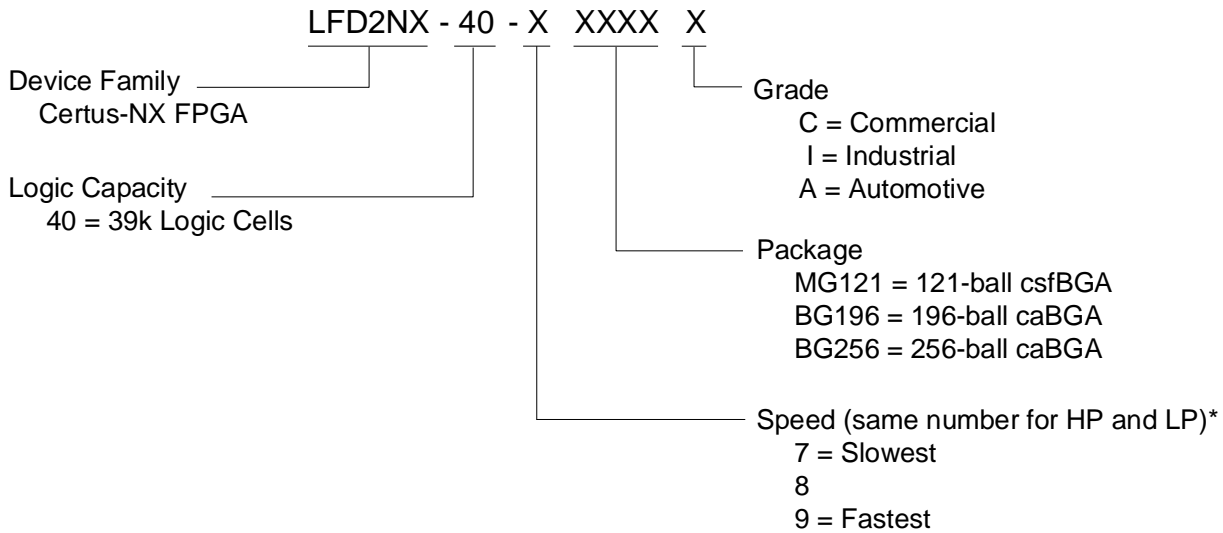 LFD2NX - 40 - X XXXX X
Device Family
Certus-NX FPGA
Logic Capacity
40 = 39k Logic Cells
Grade
C = Commercial
I = Industrial
A = Automotive
Package
MG121 = 121-ball csfBGA
BG196 = 196-ball caBGA
BG256 = 256-ball caBGA
Speed (same number for HP and LP)*
7 = Slowest
8
9 = Fastest